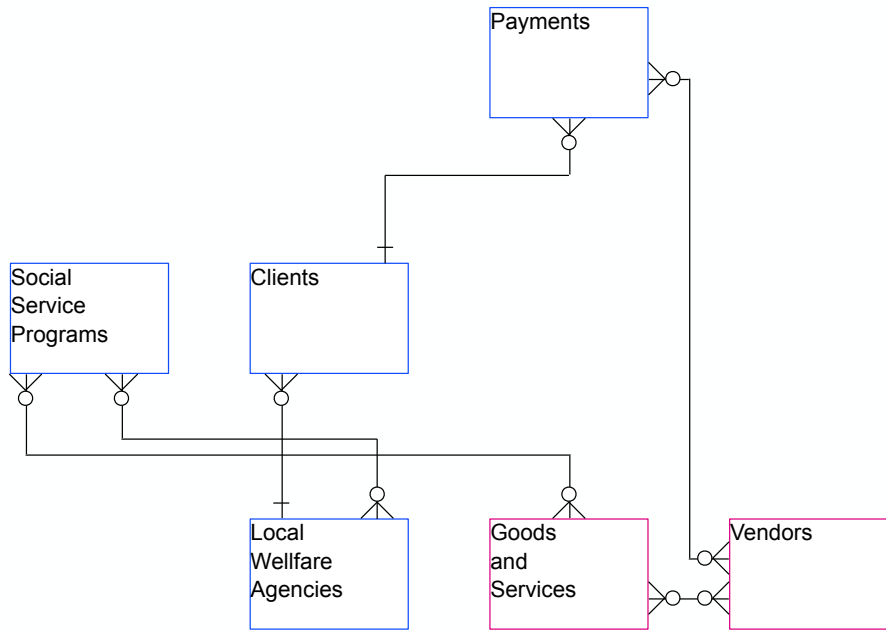 Payments
Social
Service
Programs
Clients
Local
Wellfare
Agencies
Goods
and
Services
Vendors